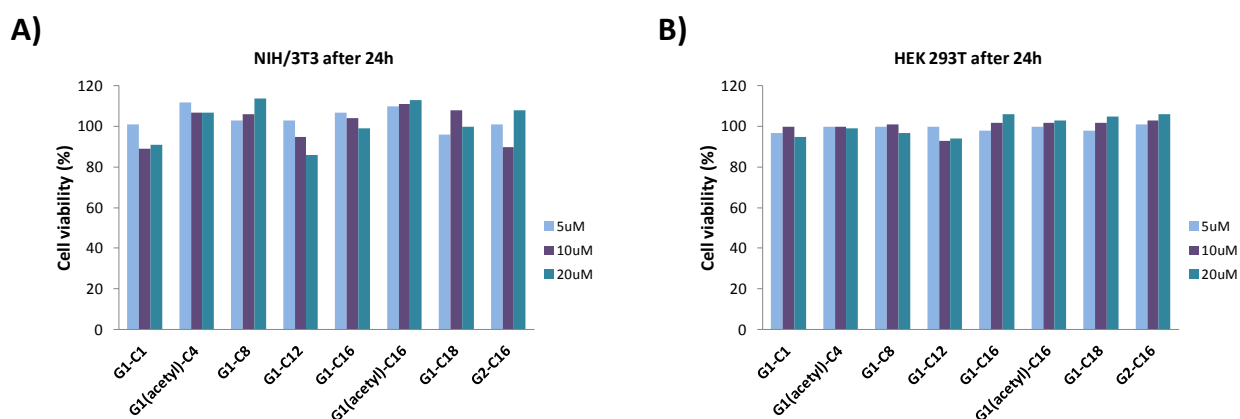 A)
NIH/3T3 after 24h
Cell viability (%)
120
100
80
60
40
20
0
G1-C1
G1(acetyl)-C4
G1-C8
G1-C12
G1-C16
G1(acetyl)-C16
G1-C18
G2-C16
5uM
10uM
20uM
B)
HEK 293T after 24h
Cell viability (%)
120
100
80
60
40
20
0
G1-C1
G1(acetyl)-C4
G1-C8
G1-C12
G1-C16
G1(acetyl)-C16
G1-C18
G2-C16
5uM
10uM
20uM